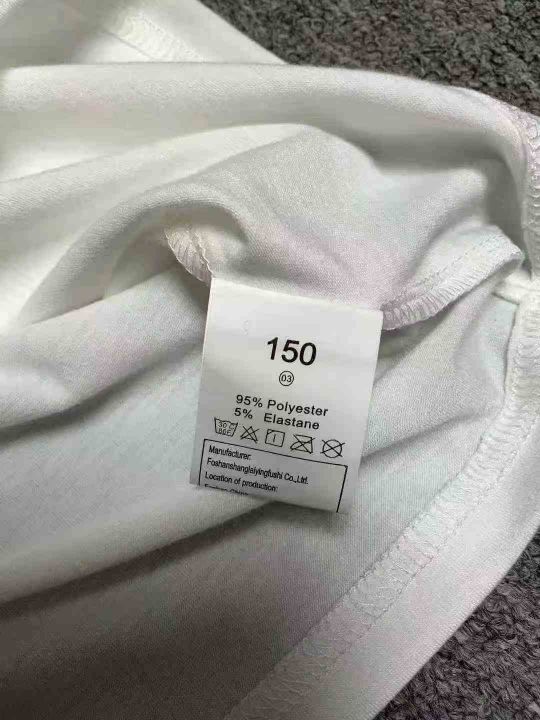 150
03
95% Polyester
5% Elastane
Manufacturer:
Foshanshanglaiyingfushi Co.,Ltd.
Location of production: